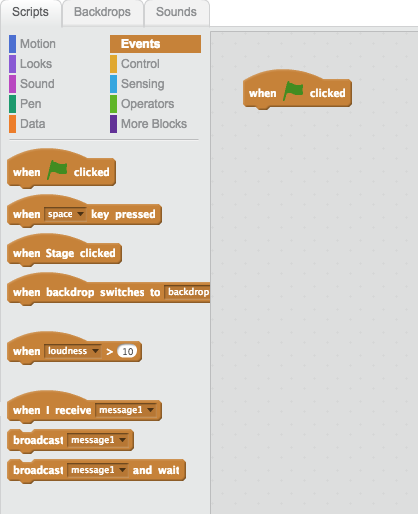 Scripts Backdrops Sounds
Motion Events
Looks Control
Sound Sensing
Pen Operators
Data More Blocks
when clicked
when clicked
when space key pressed
when Stage clicked
when backdrop switches to backdrop
when loudness > 10
when I receive message1
broadcast message1
broadcast message1 and wait